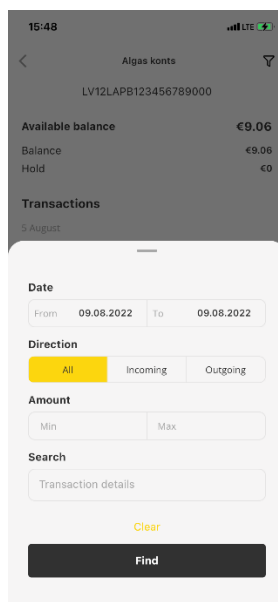 15:48 LTE
Algas konts
LV12LAPB123456789000
Available balance €9.06
Balance €9.06
Hold €0
Transactions
5 August
Date
From 09.08.2022 To 09.08.2022
Direction
All Incoming Outgoing
Amount
Min Max
Search
Transaction details
Clear
Find